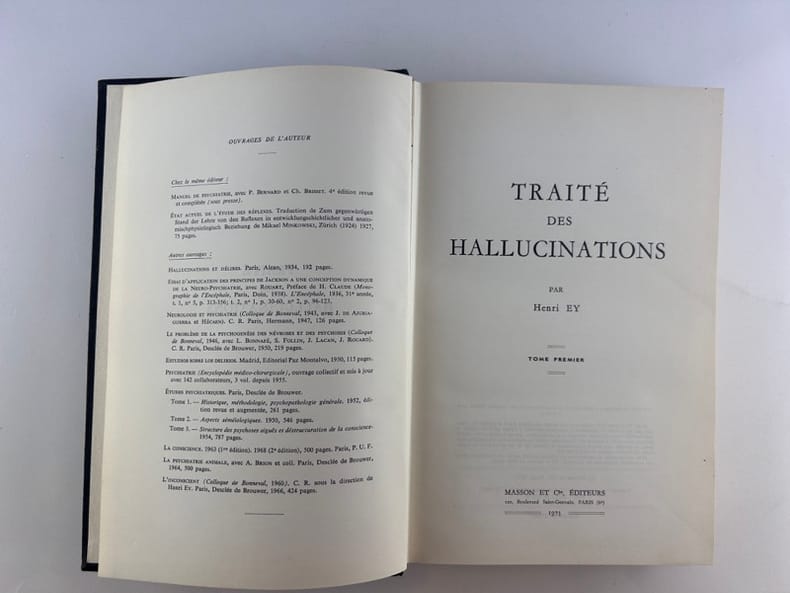 OUVRAGES DE L'AUTEUR
Chez le même éditeur :
MANUEL DE PSYCHIATRIE, avec P. BERNARD et Ch. BRISSET. 4e édition revue
et complétée (sous presse).
ÉTAT ACTUEL DE L'ÉTUDE DES RÉFLEXES. Traduction de Zum gegenwärtigen
Stand der Lehre von den Reflexen in entwicklungsgeschichtlicher und anato-
mischphysiologisch Beziehung de Mikael MINKOWSKI, Zürich (1924) 1927,
75 pages.
Autres ouvrages :
HALLUCINATIONS ET DÉLIRES. Paris, Alcan, 1934, 192 pages.
ESSAI D'APPLICATION DES PRINCIPES DE JACKSON A UNE CONCEPTION DYNAMIQUE
DE LA NEURO-PSYCHIATRIE, avec ROUART, Préface de H. CLAUDE (Mono-
graphie de l'Encéphale, Paris, Doin, 1938). L'Encéphale, 1936, 31e année,
t. 1, n° 5, p. 313-356; t. 2, n° 1, p. 30-60, n° 2, p. 96-123.
NEUROLOGIE ET PSYCHIATRIE (Colloque de Bonneval, 1943, avec J. DE AJURIA-
GUERRA et HÉCAEN). C. R. Paris, Hermann, 1947, 126 pages.
LE PROBLÈME DE LA PSYCHOGENÈSE DES NÉVROSES ET DES PSYCHOSES (Colloque
de Bonneval, 1946, avec L. BONNAFÉ, S. FOLLIN, J. LACAN, J. ROUART).
C. R. Paris, Desclée de Brouwer, 1950, 219 pages.
ESTUDIOS SOBRE LOS DELIRIOS. Madrid, Editorial Paz Montalvo, 1950, 115 pages.
PSYCHIATRIE (Encyclopédie médico-chirurgicale), ouvrage collectif et mis à jour
avec 142 collaborateurs, 3 vol. depuis 1955.
ÉTUDES PSYCHIATRIQUES. Paris, Desclée de Brouwer.
Tome 1. — Historique, méthodologie, psychopathologie générale. 1952, édi-
tion revue et augmentée, 261 pages.
Tome 2. — Aspects séméiologiques. 1950, 546 pages.
Tome 3. — Structure des psychoses aiguës et déstructuration de la conscience.
1954, 787 pages.
LA CONSCIENCE. 1963 (1re édition). 1968 (2e édition), 500 pages. Paris, P. U. F.
LA PSYCHIATRIE ANIMALE, avec A. BRION et coll. Paris, Desclée de Brouwer,
1964, 500 pages.
L'INCONSCIENT (Colloque de Bonneval, 1960). C. R. sous la direction de
Henri EY. Paris, Desclée de Brouwer, 1966, 424 pages.
TRAITÉ
DES
HALLUCINATIONS
PAR
Henri EY
TOME PREMIER
MASSON ET Cie, ÉDITEURS
120, Boulevard Saint-Germain, PARIS (6e)
1973